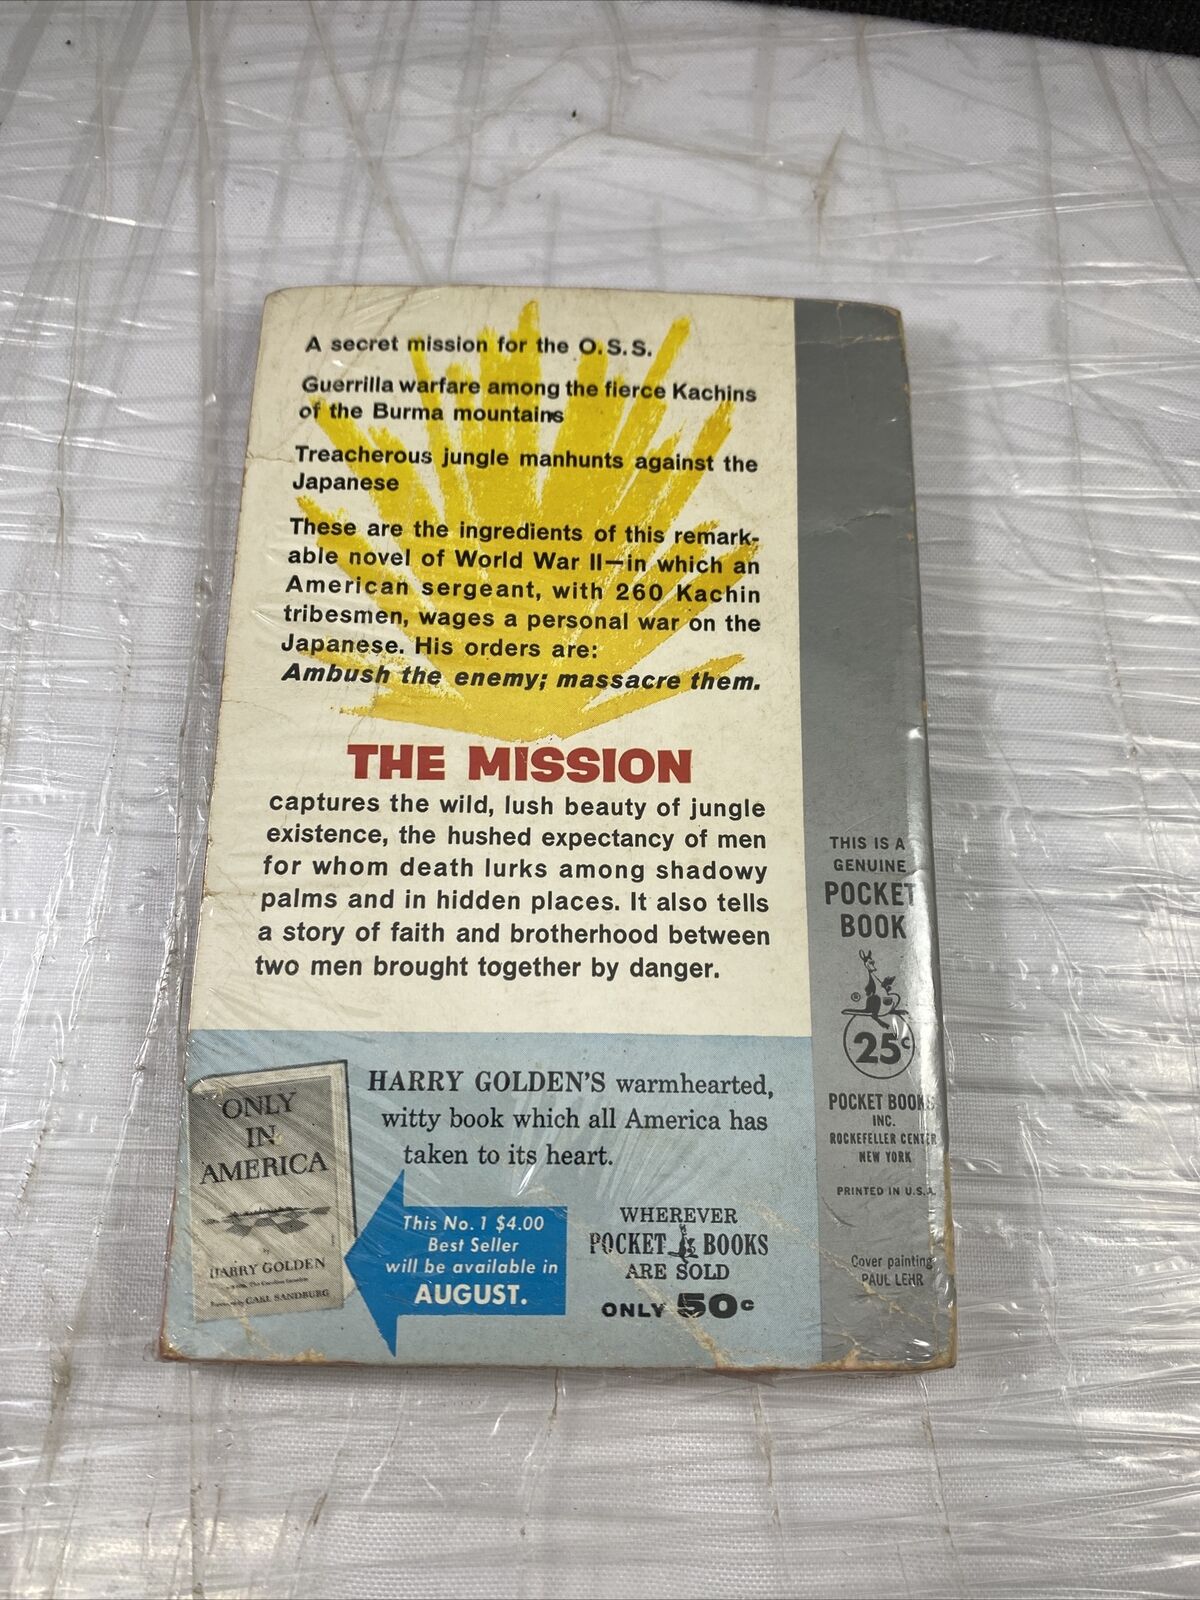 A secret mission for the O.S.S.
Guerrilla warfare among the fierce Kachins
of the Burma mountains
Treacherous jungle manhunts against the
Japanese
These are the ingredients of this remark-
able novel of World War II—in which an
American sergeant, with 260 Kachin
tribesmen, wages a personal war on the
Japanese. His orders are:
Ambush the enemy; massacre them.
THE MISSION
captures the wild, lush beauty of jungle
existence, the hushed expectancy of men
for whom death lurks among shadowy
palms and in hidden places. It also tells
a story of faith and brotherhood between
two men brought together by danger.
HARRY GOLDEN'S warmhearted,
witty book which all America has
taken to its heart.
ONLY
IN
AMERICA
by
HARRY GOLDEN
CARL SANDBURG
This No. 1 $4.00
Best Seller
will be available in
AUGUST.
WHEREVER
POCKET BOOKS
ARE SOLD
ONLY 50c
THIS IS A
GENUINE
POCKET
BOOK
®
25c
POCKET BOOKS
INC.
ROCKEFELLER CENTER
NEW YORK
PRINTED IN U.S.A.
Cover painting
PAUL LEHR